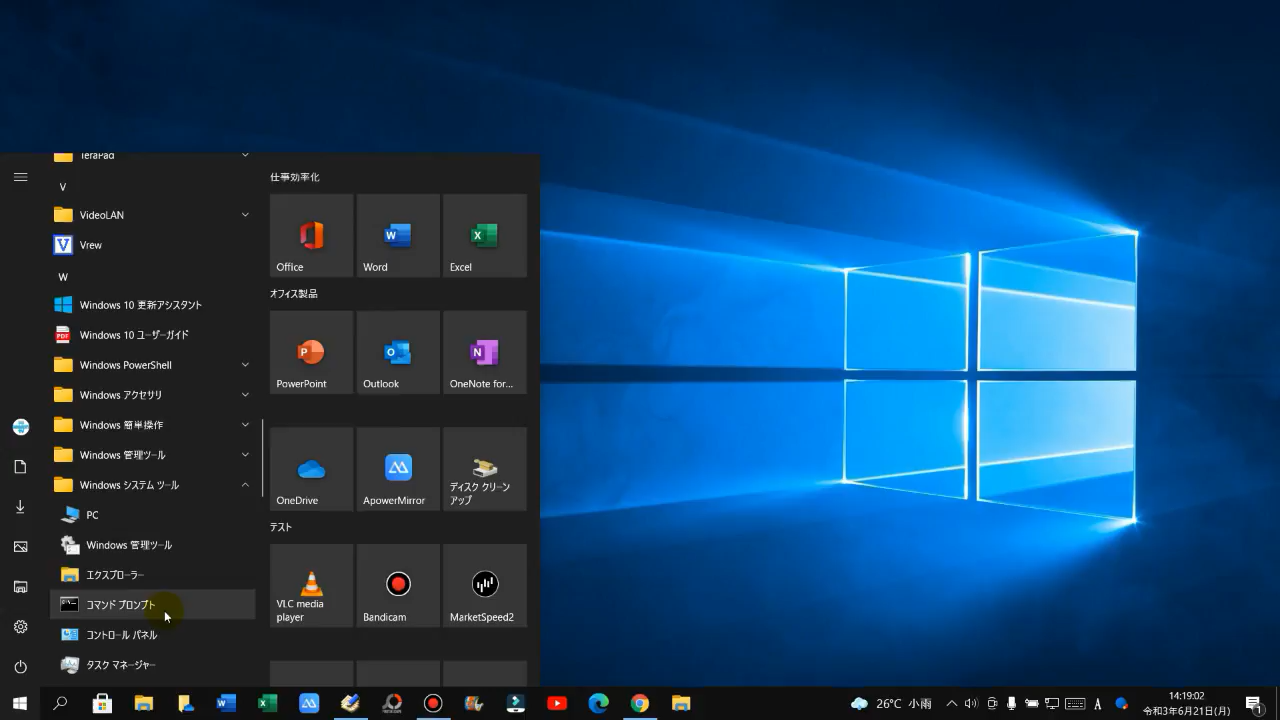 TeraPad
V
VideoLAN
Vrew
W
Windows 10 更新アシスタント
Windows 10 ユーザーガイド
Windows PowerShell
Windows アクセサリ
Windows 簡単操作
Windows 管理ツール
Windows システム ツール
PC
Windows 管理ツール
エクスプローラー
コマンド プロンプト
コントロール パネル
タスク マネージャー
仕事効率化
Office
Word
Excel
オフィス製品
PowerPoint
Outlook
OneNote for...
OneDrive
ApowerMirror
ディスク クリーン
アップ
テスト
VLC media
player
Bandicam
MarketSpeed2
26°C 小雨
A
14:19:02
令和3年6月21日(月)
1